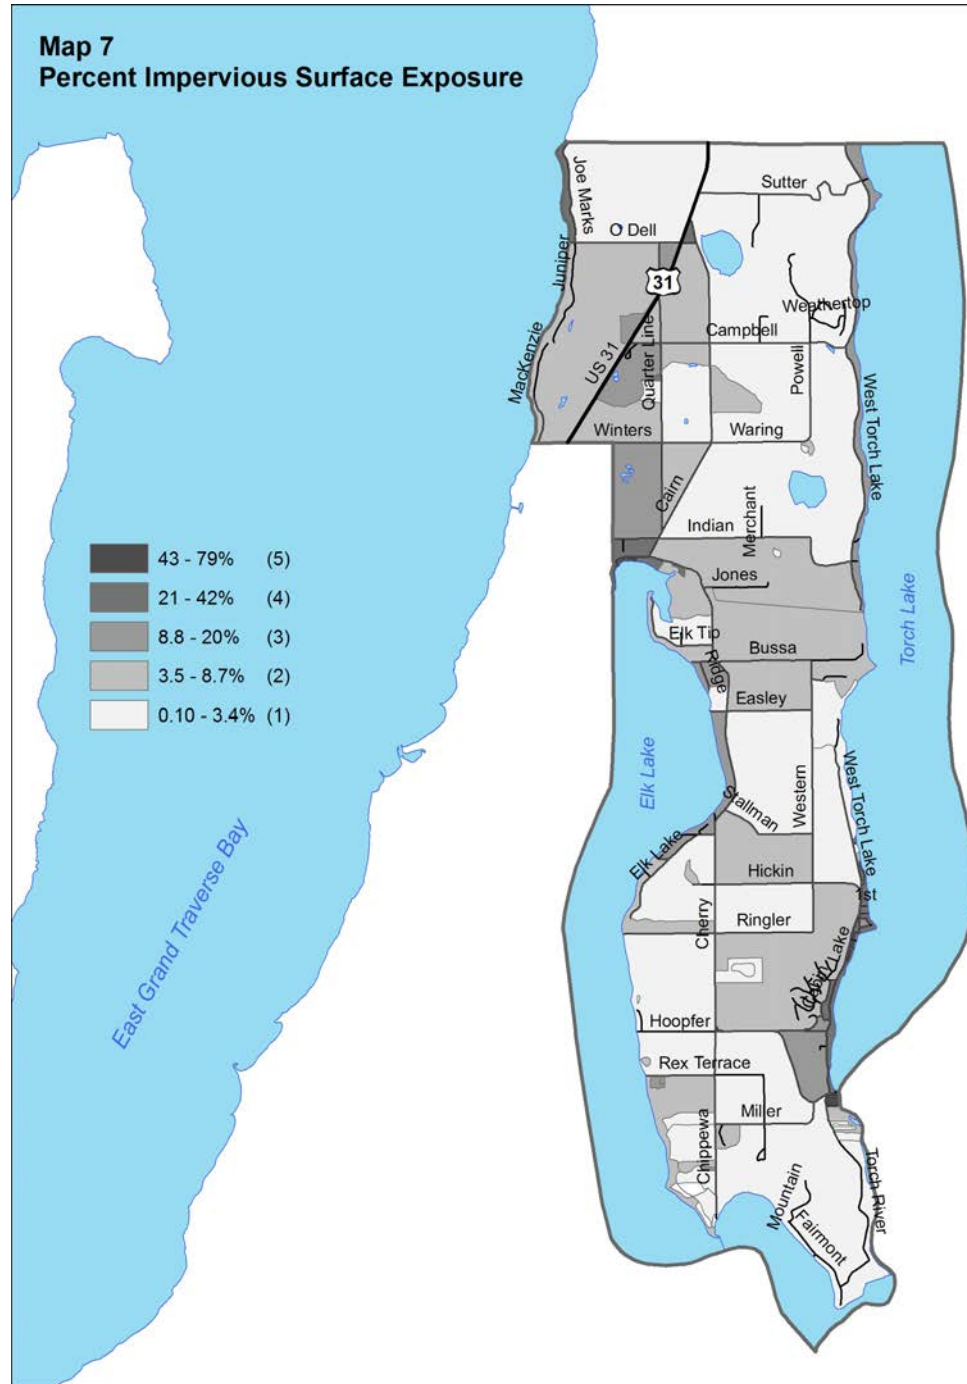 Map 7
Percent Impervious Surface Exposure
Joe Marks
Sutter
O Dell
Juniper
31
Weathertop
MacKenzie
US 31
Quarter Line
Campbell
Powell
West Torch Lake
Winters
Waring
Cairn
Indian
Merchant
43 - 79% (5)
21 - 42% (4)
8.8 - 20% (3)
3.5 - 8.7% (2)
0.10 - 3.4% (1)
Jones
Torch Lake
Elk Tip
Bussa
Ridge
Easley
Elk Lake
Western
Stallman
West Torch Lake
Elk Lake
Hickin
1st
Cherry
Ringler
Lake
East Grand Traverse Bay
Hoopfer
Rex Terrace
Miller
Chippewa
Torch River
Mountain
Fairmont